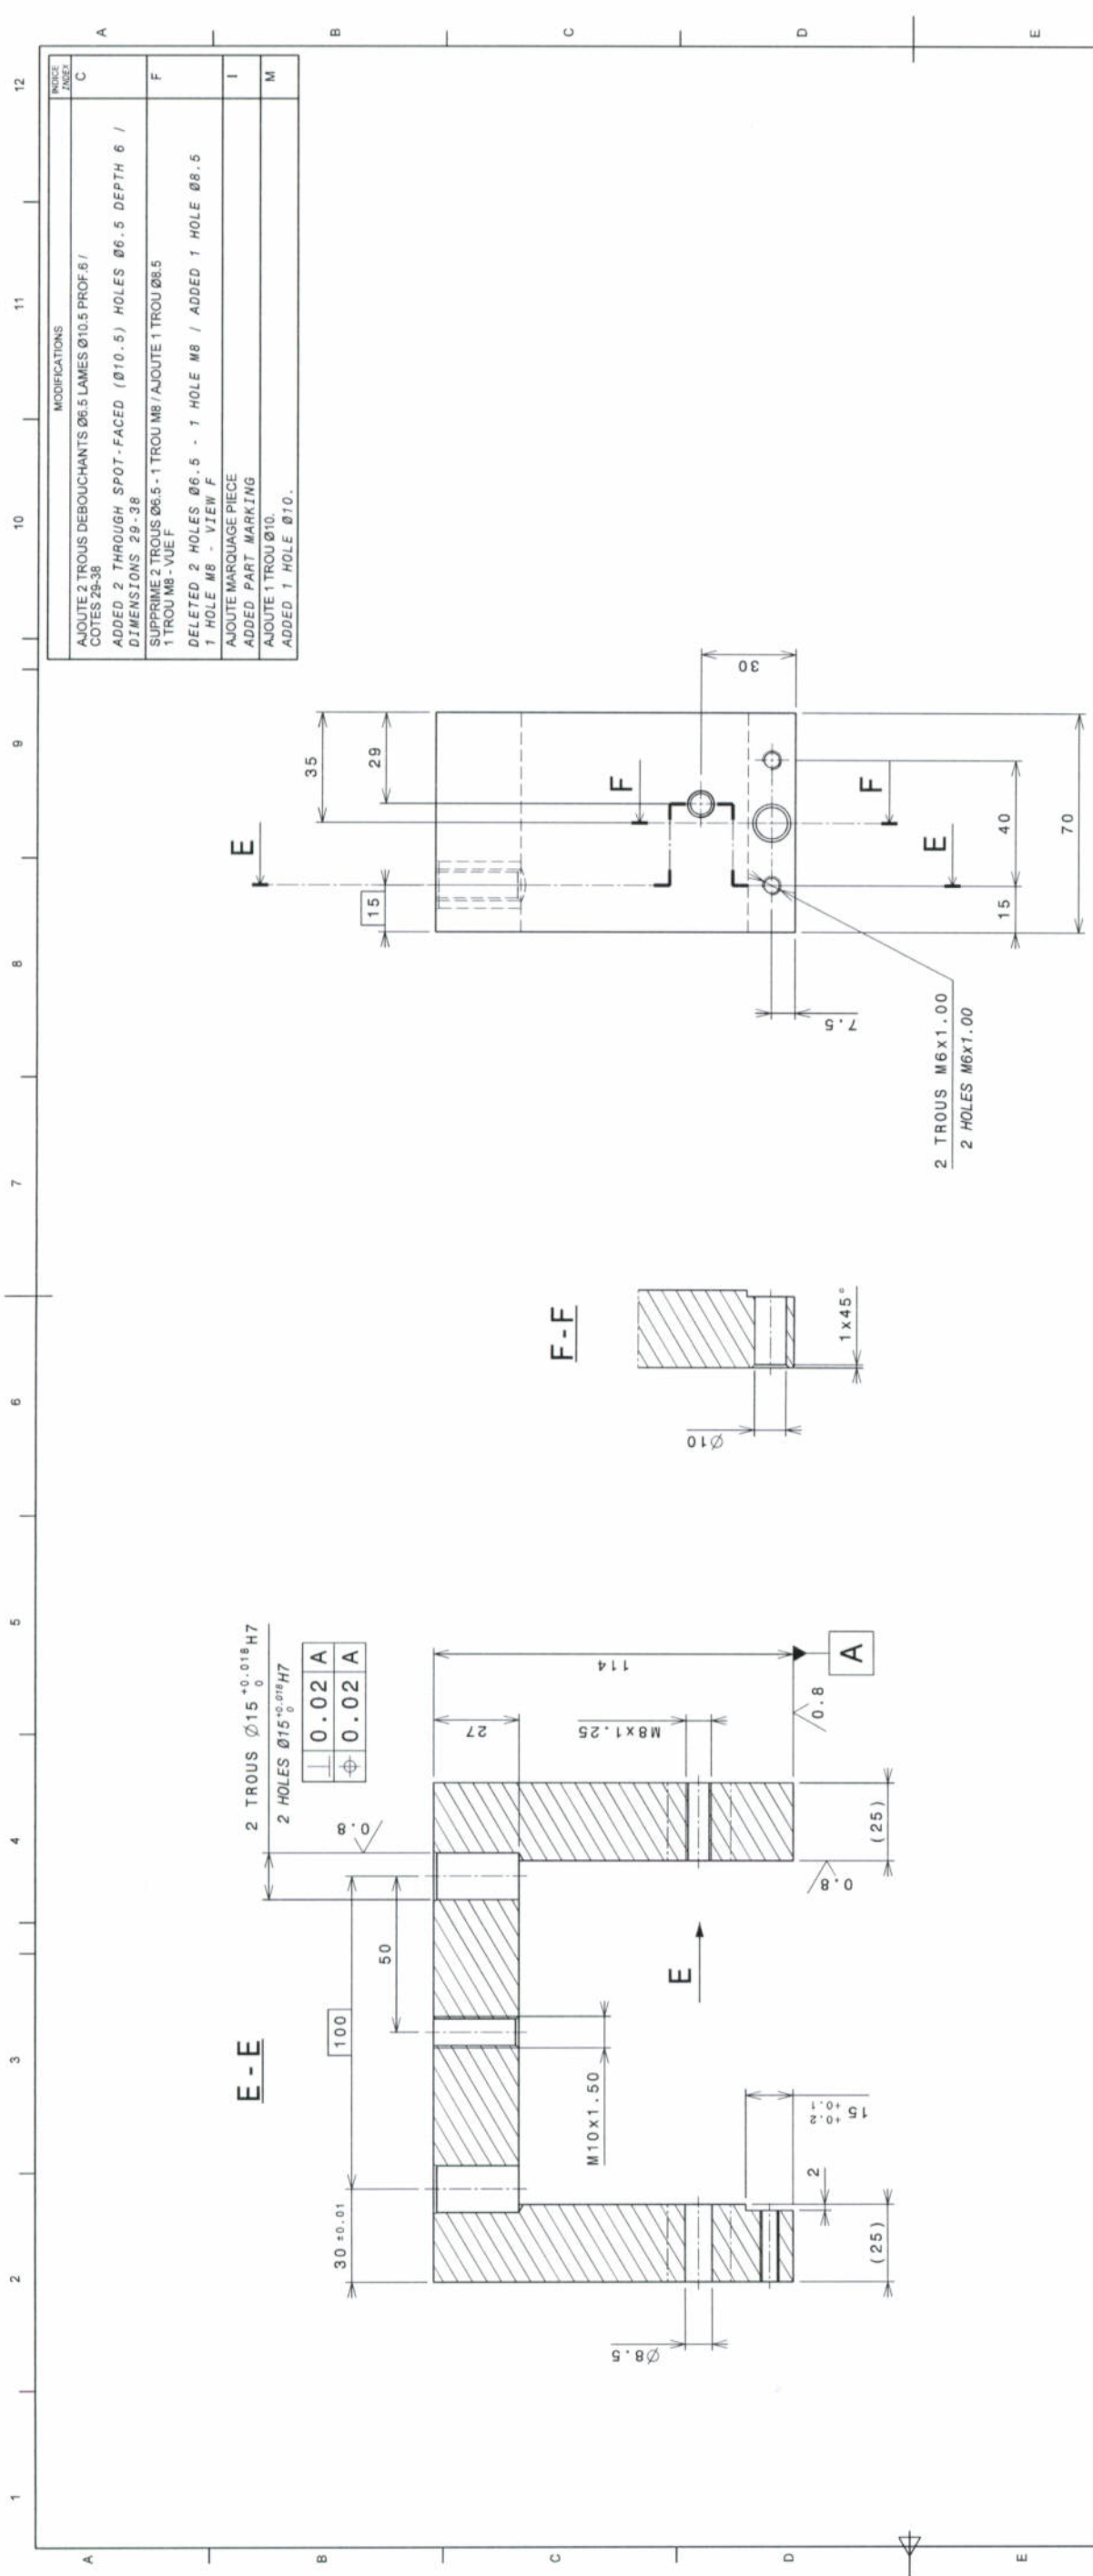 1 2 3 4 5 6 7 8 9 10 11 12
A
B
C
D
E
A
B
C
D
E
MODIFICATIONS
INDICE
INDEX
AJOUTE 2 TROUS DEBOUCHANTS Ø6.5 LAMES Ø10.5 PROF.6 /
COTES 29-38
C
ADDED 2 THROUGH SPOT-FACED (Ø10.5) HOLES Ø6.5 DEPTH 6 /
DIMENSIONS 29-38
SUPPRIME 2 TROUS Ø6.5 - 1 TROU M8 / AJOUTE 1 TROU Ø8.5
1 TROU M8 - VUE F
F
DELETED 2 HOLES Ø6.5 - 1 HOLE M8 / ADDED 1 HOLE Ø8.5
1 HOLE M8 - VIEW F
AJOUTE MARQUAGE PIECE
I
ADDED PART MARKING
AJOUTE 1 TROU Ø10.
M
ADDED 1 HOLE Ø10.
E-E
2 TROUS Ø15 +0.018 0 H7
2 HOLES Ø15 +0.018 0 H7
⊥ 0.02 A
⌖ 0.02 A
0.8
100
30 ±0.01
50
27
114
M10x1.50
M8x1.25
E
Ø8.5
15 +0.2 +0.1
2
(25)
(25)
0.8
0.8
A
F-F
Ø10
1x45°
E
35
29
15
F
30
F
E
7.5
15
40
70
2 TROUS M6x1.00
2 HOLES M6x1.00